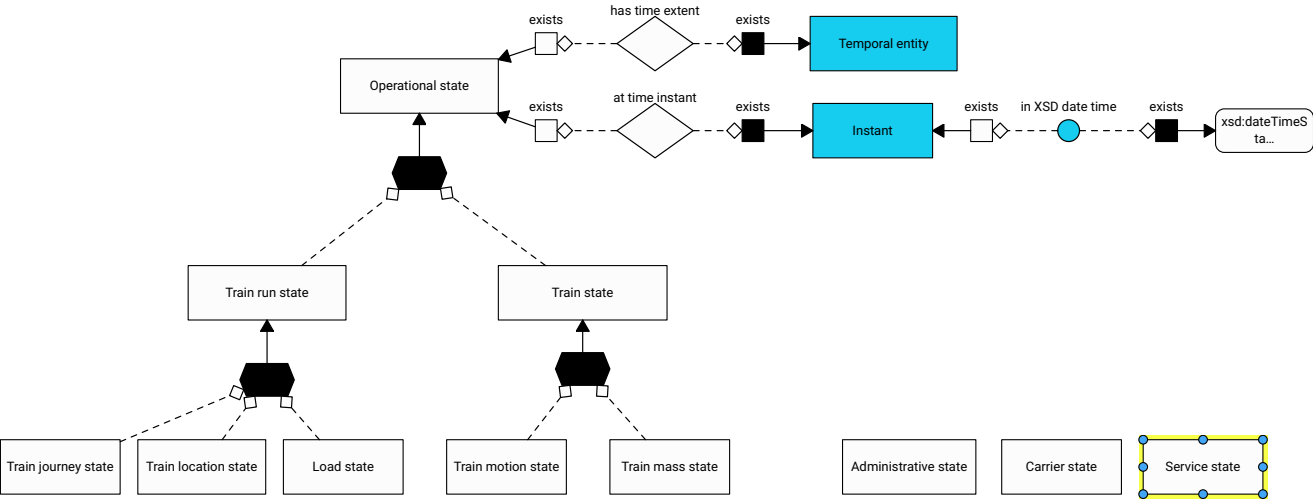 has time extent
exists
exists
Temporal entity
Operational state
at time instant
exists
exists
exists
in XSD date time
exists
Instant
xsd:dateTimeS
ta...
Train run state
Train state
Train journey state
Train location state
Load state
Train motion state
Train mass state
Administrative state
Carrier state
Service state